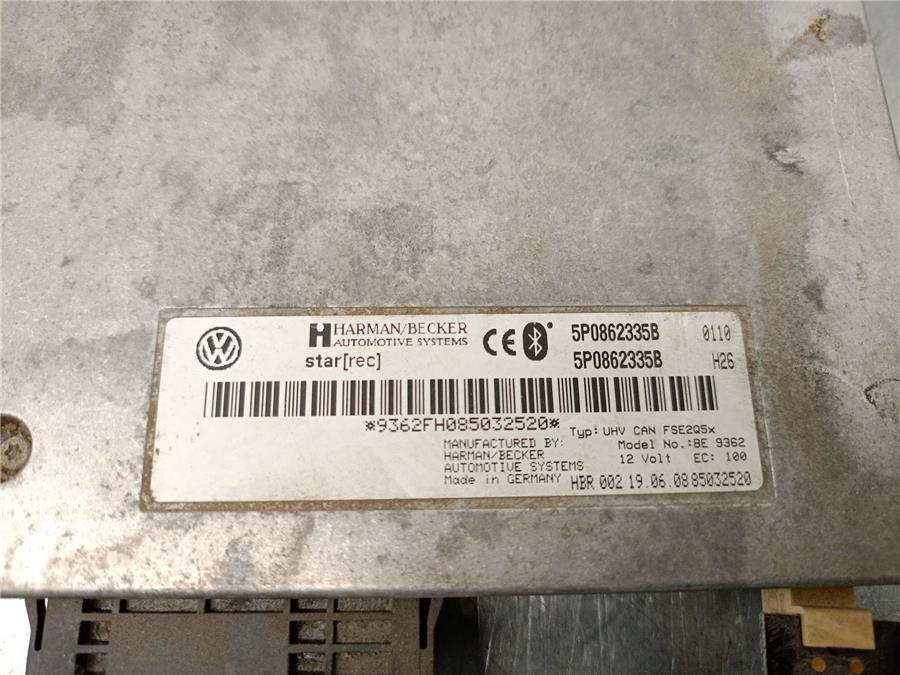 HARMAN/BECKER
AUTOMOTIVE SYSTEMS
star[rec]
CE
5P0862335B 0110
5P0862335B H26
*9362FH085032520*
Typ: UHV CAN FSE2Q5x
MANUFACTURED BY: Model No.:BE 9362
HARMAN/BECKER 12 Volt EC: 100
AUTOMOTIVE SYSTEMS
Made in GERMANY HBR 002 19.06.08 85032520